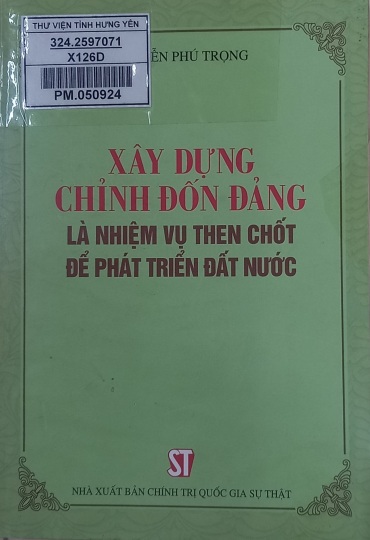 THƯ VIỆN TỈNH HƯNG YÊN
324.2597071
X126D
PM.050924
PHÚ TRỌNG
XÂY DỰNG
CHỈNH ĐỐN ĐẢNG
LÀ NHIỆM VỤ THEN CHỐT
ĐỂ PHÁT TRIỂN ĐẤT NƯỚC
ST
NHÀ XUẤT BẢN CHÍNH TRỊ QUỐC GIA SỰ THẬT